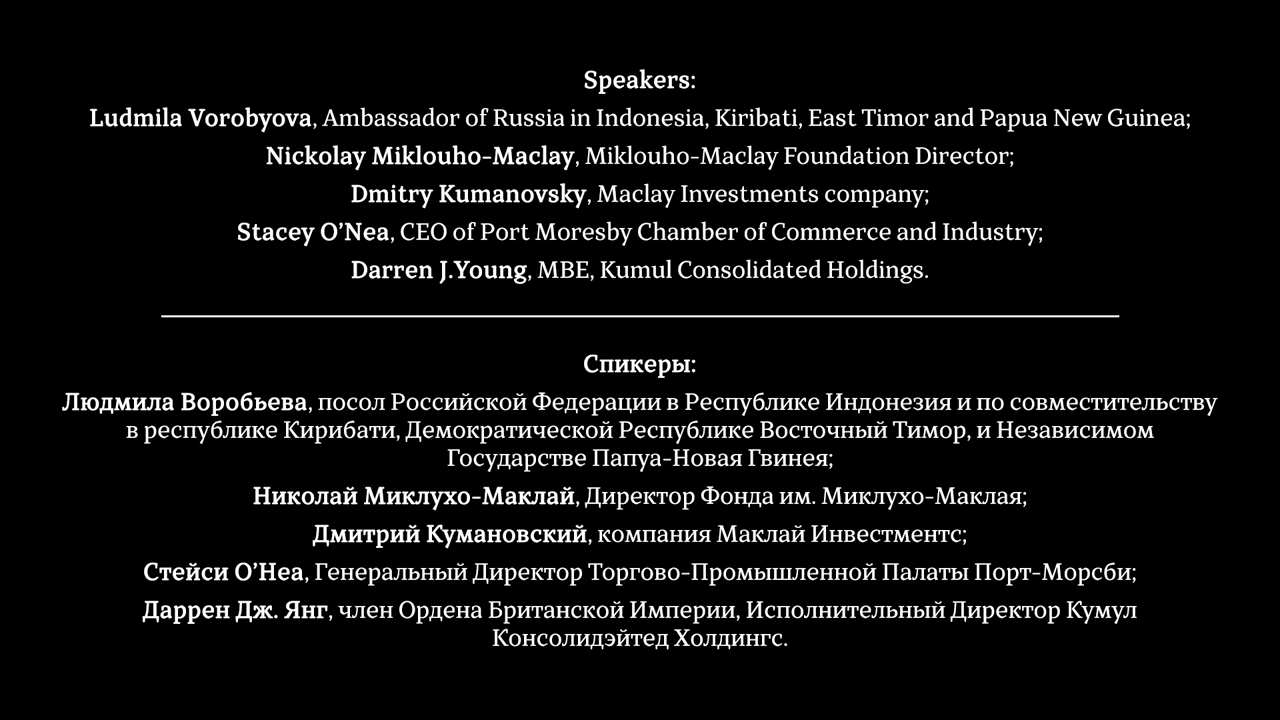 Speakers:
Ludmila Vorobyova, Ambassador of Russia in Indonesia, Kiribati, East Timor and Papua New Guinea;
Nickolay Miklouho-Maclay, Miklouho-Maclay Foundation Director;
Dmitry Kumanovsky, Maclay Investments company;
Stacey O’Nea, CEO of Port Moresby Chamber of Commerce and Industry;
Darren J.Young, MBE, Kumul Consolidated Holdings.
Спикеры:
Людмила Воробьева, посол Российской Федерации в Республике Индонезия и по совместительству
в республике Кирибати, Демократической Республике Восточный Тимор, и Независимом
Государстве Папуа-Новая Гвинея;
Николай Миклухо-Маклай, Директор Фонда им. Миклухо-Маклая;
Дмитрий Кумановский, компания Маклай Инвестментс;
Стейси О’Неа, Генеральный Директор Торгово-Промышленной Палаты Порт-Морсби;
Даррен Дж. Янг, член Ордена Британской Империи, Исполнительный Директор Кумул
Консолидэйтед Холдингс.